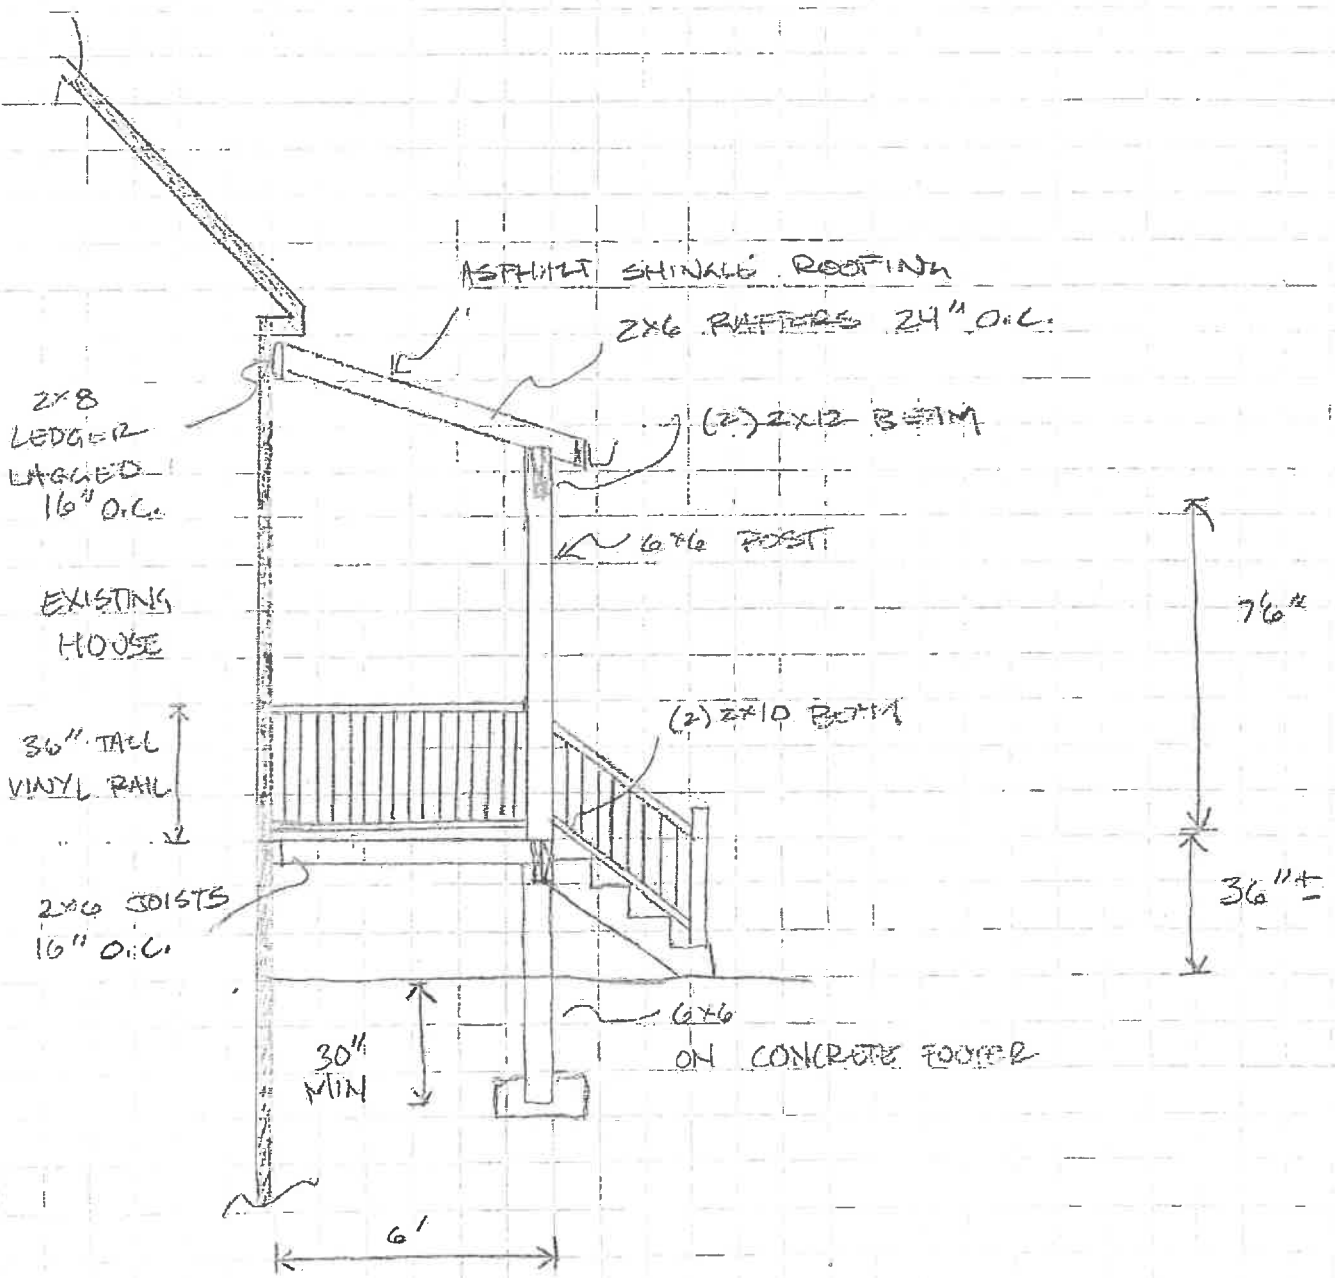 ASPHALT SHINGLE ROOFING
2X6 RAFTERS 24" O.C.
2X8
LEDGER
LAGGED
16" O.C.
(2) 2X12 BEAM
6X6 POST
EXISTING
HOUSE
7'6"
36" TALL
VINYL RAIL
(2) 2X10 BEAM
36"±
2X6 JOISTS
16" O.C.
6X6
ON CONCRETE FOOTER
30"
MIN
6'